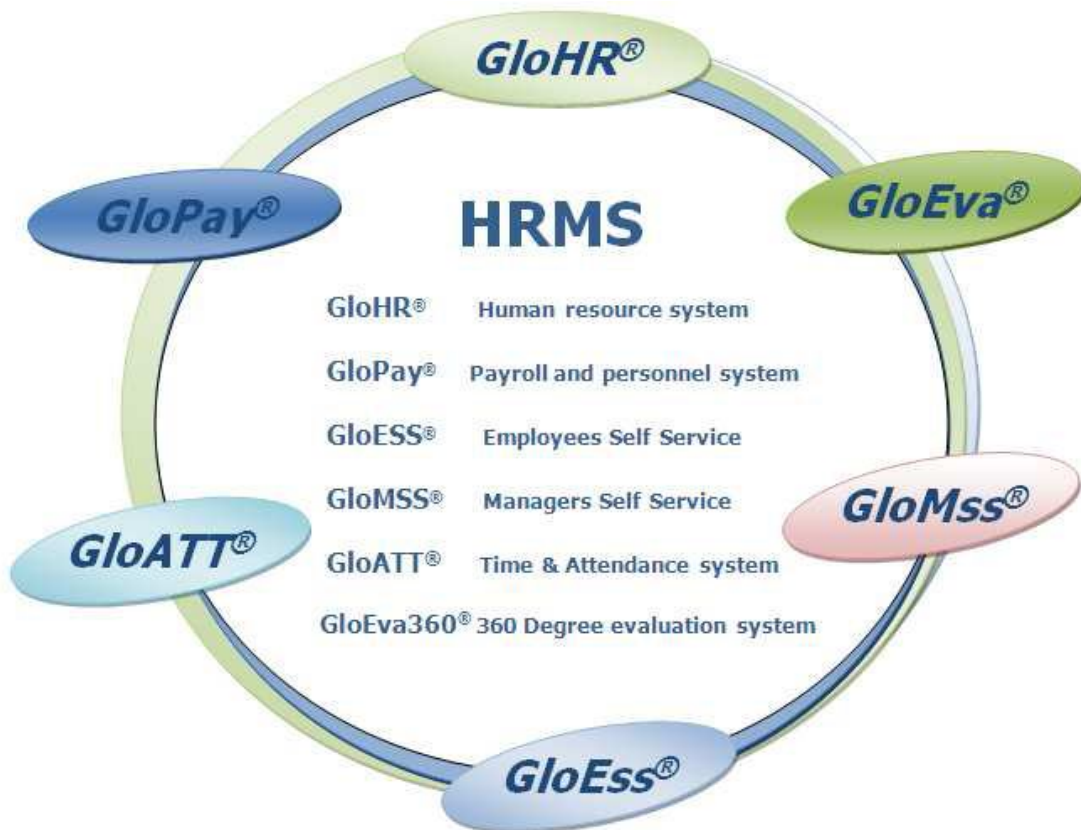 GloHR®
GloPay®
GloEva®
HRMS
GloHR® Human resource system
GloPay® Payroll and personnel system
GloESS® Employees Self Service
GloMSS® Managers Self Service
GloMss®
GloATT®
GloATT® Time & Attendance system
GloEva360® 360 Degree evaluation system
GloEss®